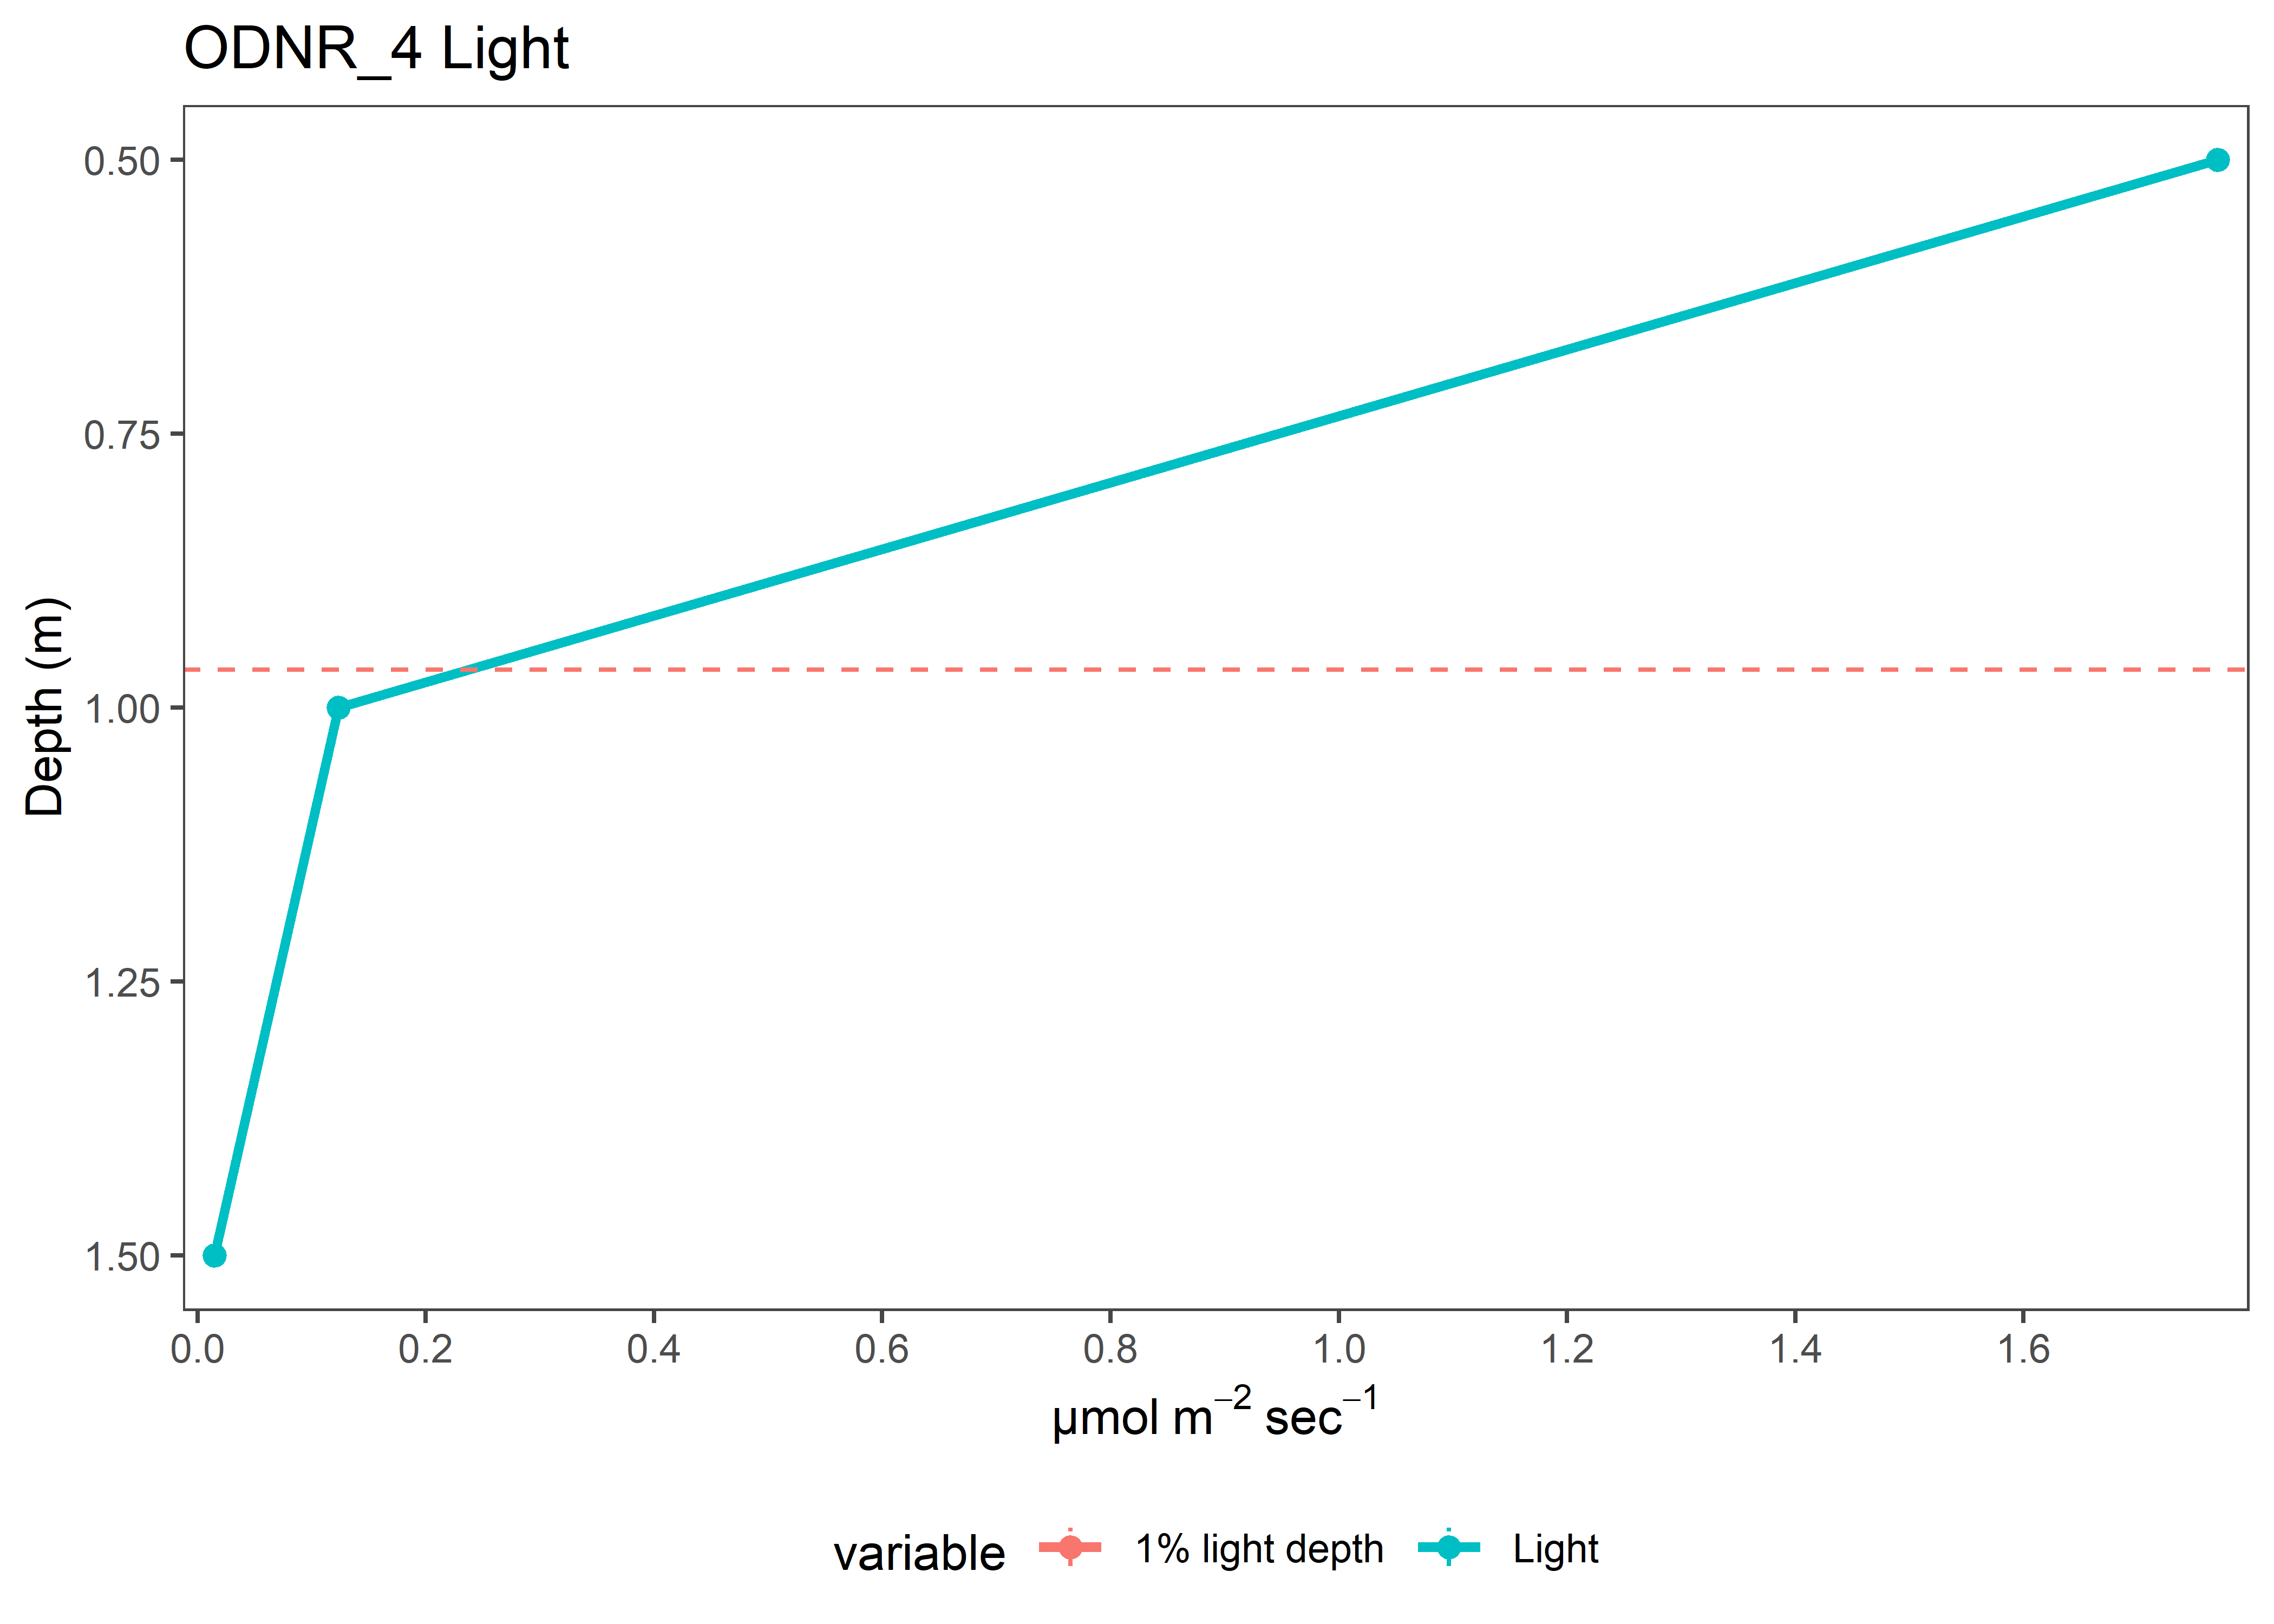 ODNR_4 Light
0.50
0.75
1.00
1.25
1.50
Depth (m)
0.0 0.2 0.4 0.6 0.8 1.0 1.2 1.4 1.6
µmol m⁻² sec⁻¹
variable 1% light depth Light